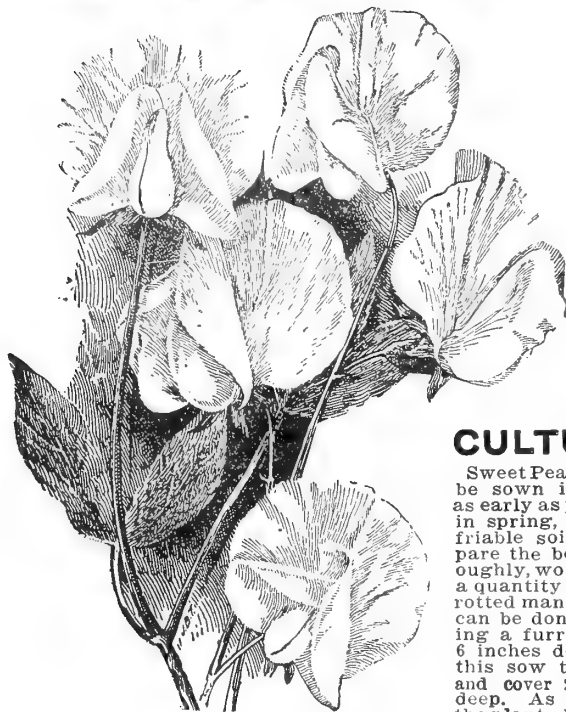 CULTU
Sweet Pea
be sown i
as early as
in spring,
friable soi
pare the be
oughly, wo
a quantity
rotted man
can be don
ing a furr
6 inches d
this sow t
and cover
deep. As